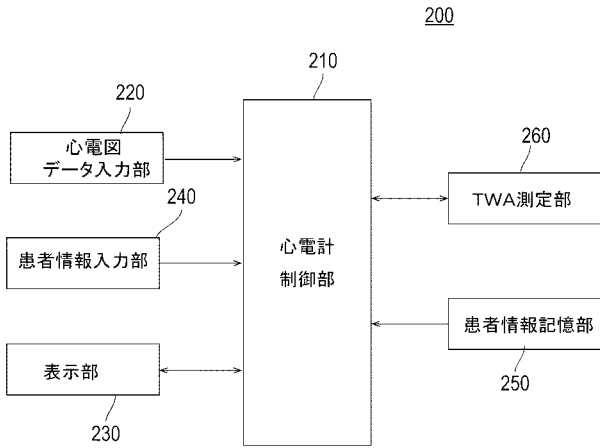 200
210
220
心電図
データ入力部
240
患者情報入力部
表示部
230
心電計
制御部
260
TWA測定部
患者情報記憶部
250